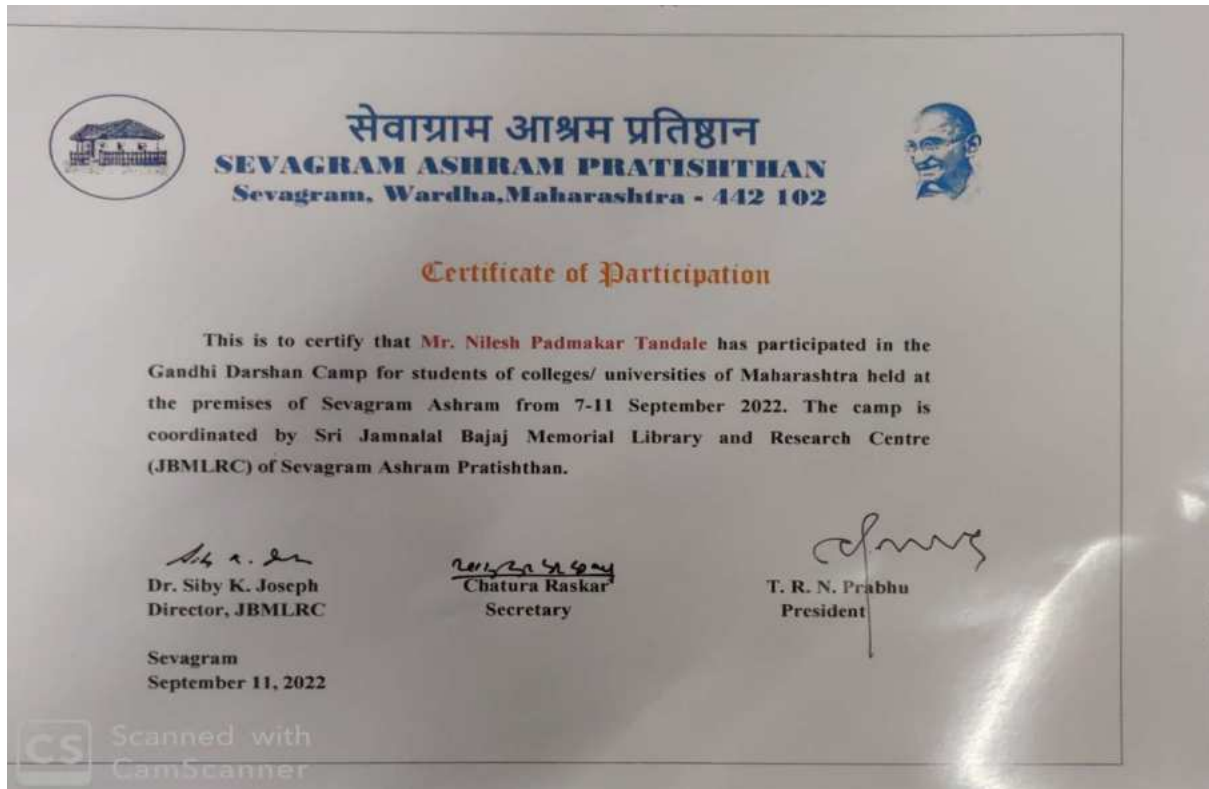 सेवाग्राम आश्रम प्रतिष्ठान
SEVAGRAM ASHRAM PRATISHTHAN
Sevagram, Wardha,Maharashtra - 442 102
Certificate of Participation
This is to certify that Mr. Nilesh Padmakar Tandale has participated in the
Gandhi Darshan Camp for students of colleges/ universities of Maharashtra held at
the premises of Sevagram Ashram from 7-11 September 2022. The camp is
coordinated by Sri Jamnalal Bajaj Memorial Library and Research Centre
(JBMLRC) of Sevagram Ashram Pratishthan.
Dr. Siby K. Joseph
Director, JBMLRC
Chatura Raskar
Secretary
T. R. N. Prabhu
President
Sevagram
September 11, 2022
CS Scanned with
CamScanner